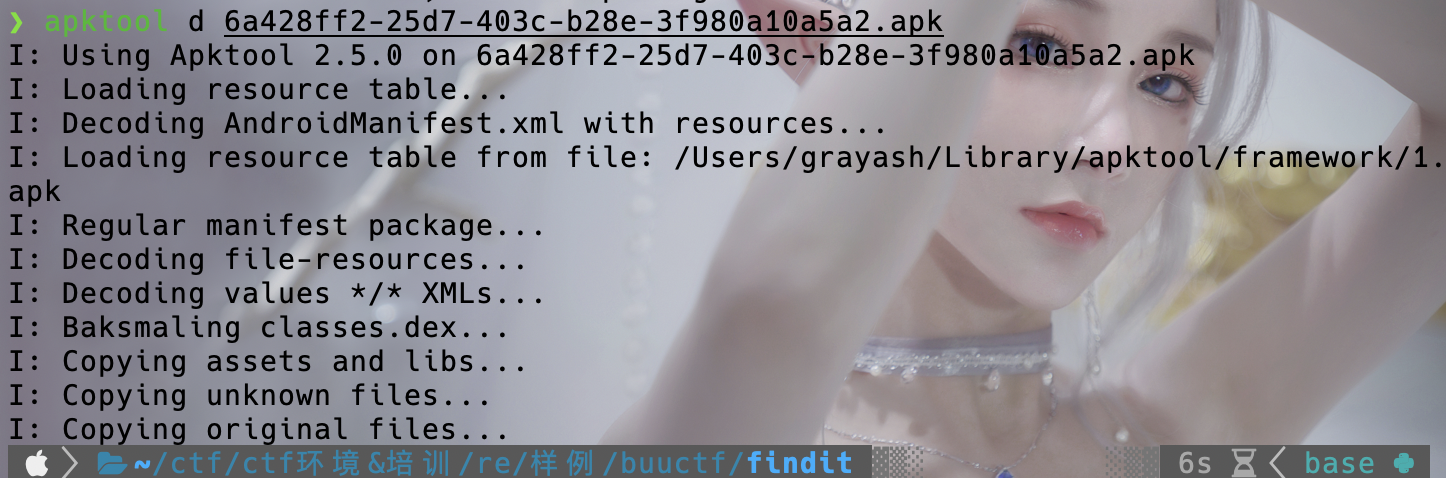 ❯ apktool d 6a428ff2-25d7-403c-b28e-3f980a10a5a2.apk
I: Using Apktool 2.5.0 on 6a428ff2-25d7-403c-b28e-3f980a10a5a2.apk
I: Loading resource table...
I: Decoding AndroidManifest.xml with resources...
I: Loading resource table from file: /Users/grayash/Library/apktool/framework/1.
apk
I: Regular manifest package...
I: Decoding file-resources...
I: Decoding values */* XMLs...
I: Baksmaling classes.dex...
I: Copying assets and libs...
I: Copying unknown files...
I: Copying original files...
~/ctf/ctf环境&培训/re/样例/buuctf/findit 6s base